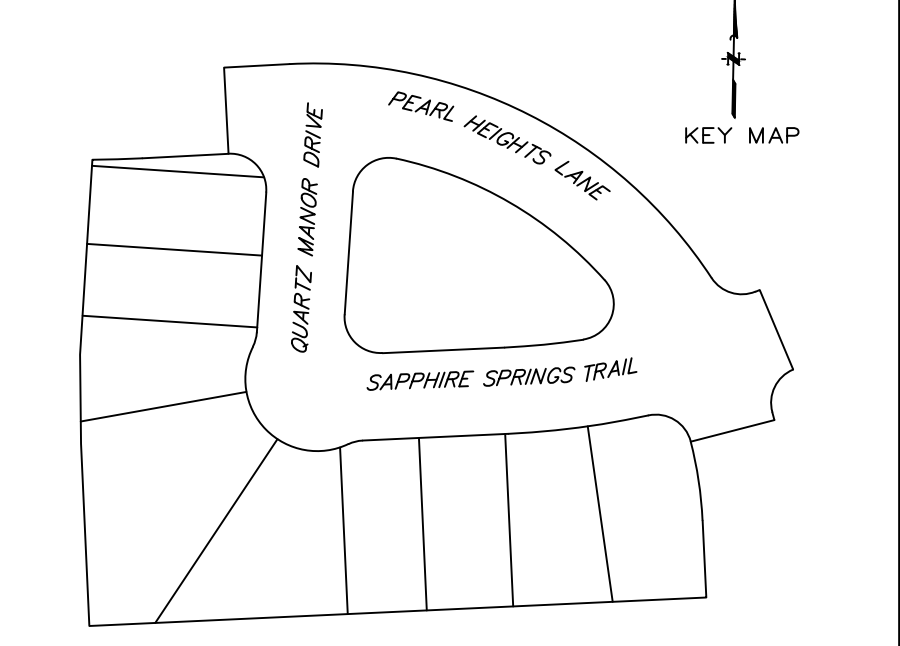 N
KEY MAP
PEARL HEIGHTS LANE
QUARTZ MANOR DRIVE
SAPPHIRE SPRINGS TRAIL